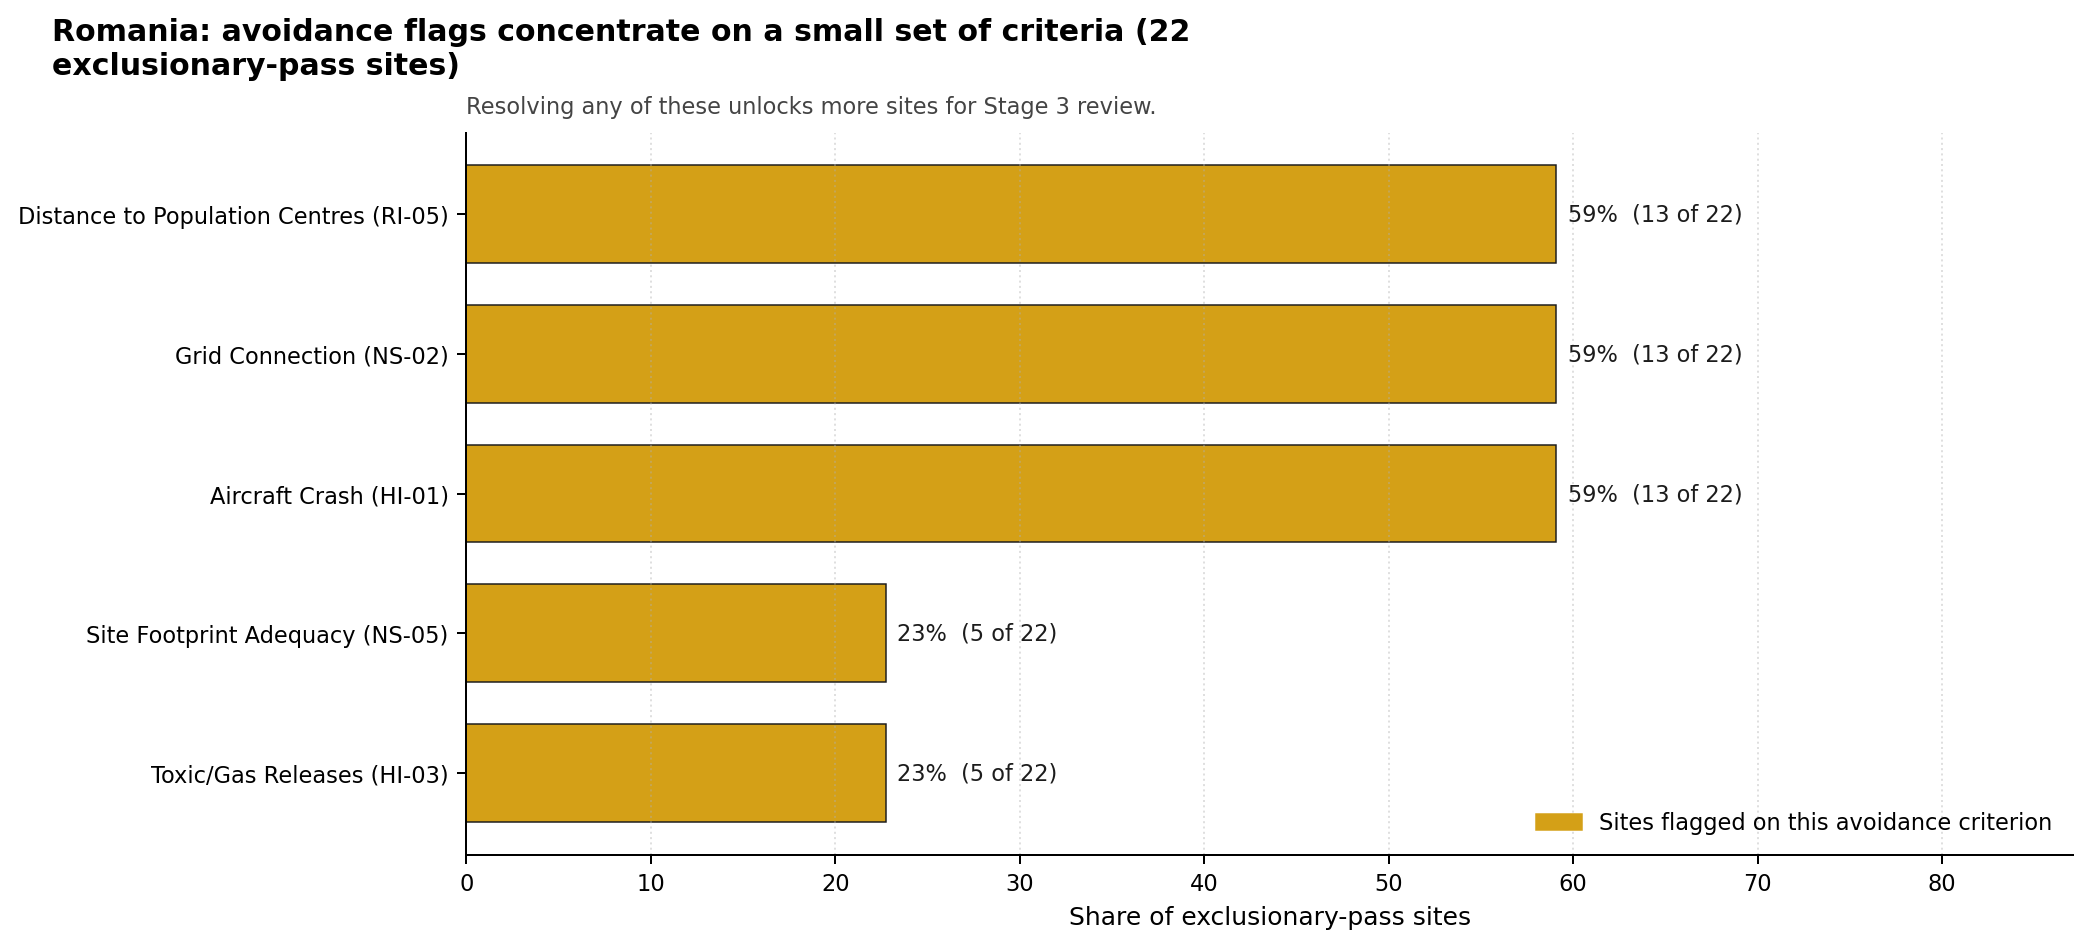 Romania: avoidance flags concentrate on a small set of criteria (22
exclusionary-pass sites)
Resolving any of these unlocks more sites for Stage 3 review.
Distance to Population Centres (RI-05)
59%  (13 of 22)
Grid Connection (NS-02)
59%  (13 of 22)
Aircraft Crash (HI-01)
59%  (13 of 22)
Site Footprint Adequacy (NS-05)
23%  (5 of 22)
Toxic/Gas Releases (HI-03)
23%  (5 of 22)
Sites flagged on this avoidance criterion
0 10 20 30 40 50 60 70 80
Share of exclusionary-pass sites